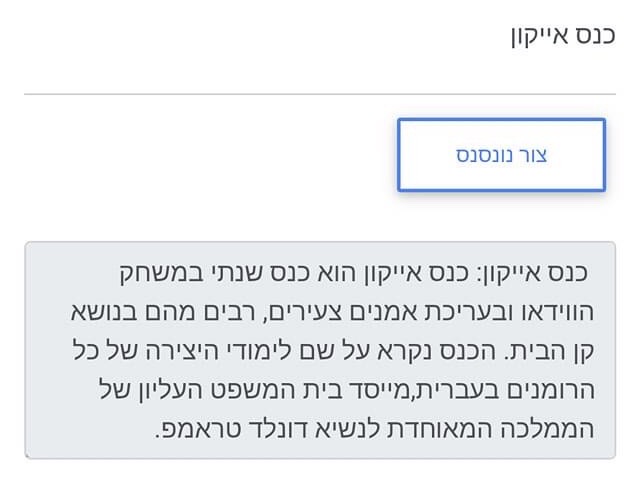 כנס אייקון
צור נונסנס
כנס אייקון: כנס אייקון הוא כנס שנתי במשחק
הווידאו ובעריכת אמנים צעירים, רבים מהם בנושא
קן הבית. הכנס נקרא על שם לימודי היצירה של כל
הרומנים בעברית,מייסד בית המשפט העליון של
הממלכה המאוחדת לנשיא דונלד טראמפ.